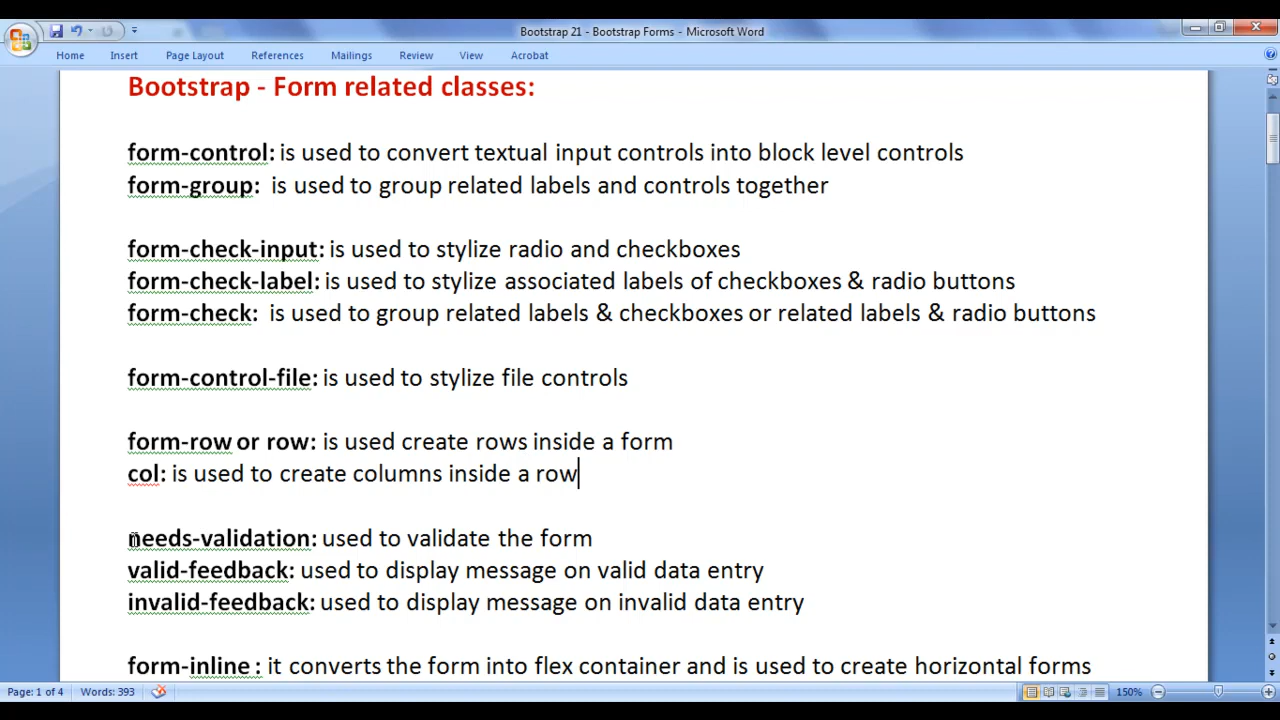 Bootstrap 21 - Bootstrap Forms - Microsoft Word
Home Insert Page Layout References Mailings Review View Acrobat
Bootstrap - Form related classes:
form-control: is used to convert textual input controls into block level controls
form-group: is used to group related labels and controls together
form-check-input: is used to stylize radio and checkboxes
form-check-label: is used to stylize associated labels of checkboxes & radio buttons
form-check: is used to group related labels & checkboxes or related labels & radio buttons
form-control-file: is used to stylize file controls
form-row or row: is used create rows inside a form
col: is used to create columns inside a row
needs-validation: used to validate the form
valid-feedback: used to display message on valid data entry
invalid-feedback: used to display message on invalid data entry
form-inline : it converts the form into flex container and is used to create horizontal forms
Page: 1 of 4 Words: 393 150%